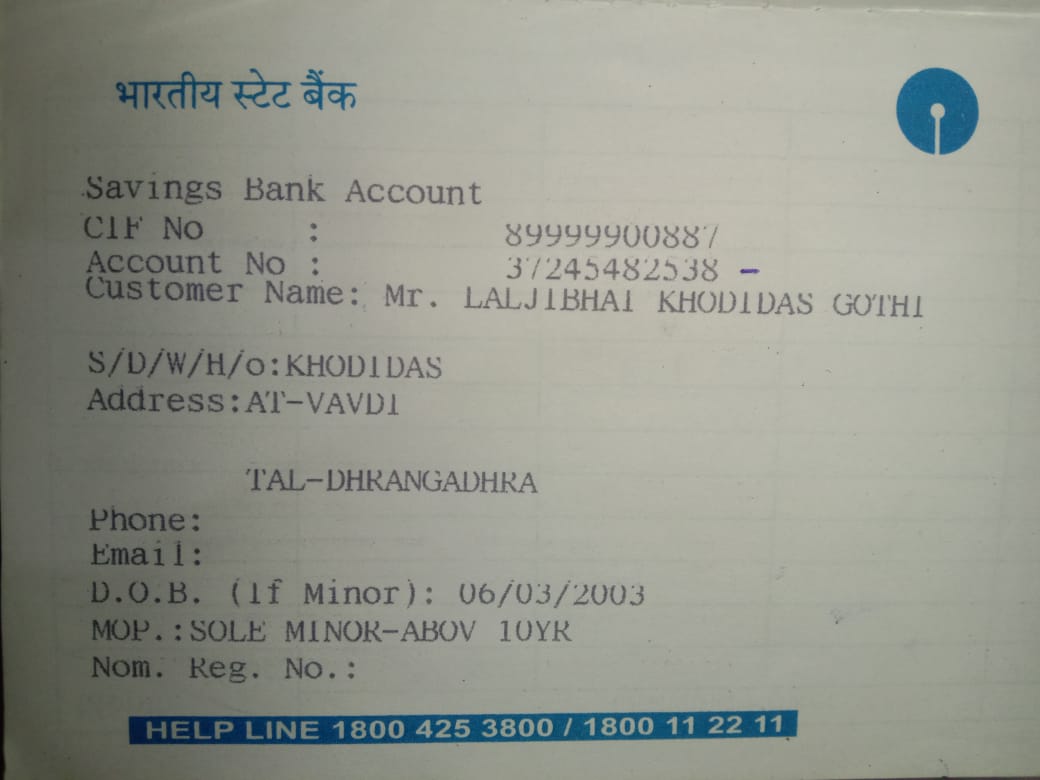 भारतीय स्टेट बैंक
Savings Bank Account
CIF No : 89999900887
Account No : 37245482538 -
Customer Name: Mr. LALJIBHAI KHODIDAS GOTHI
S/D/W/H/o:KHODIDAS
Address:AT-VAVDI
TAL-DHRANGADHRA
Phone:
Email:
D.O.B. (If Minor): 06/03/2003
MOP.:SOLE MINOR-ABOV 10YR
Nom. Reg. No.:
HELP LINE 1800 425 3800 / 1800 11 22 11